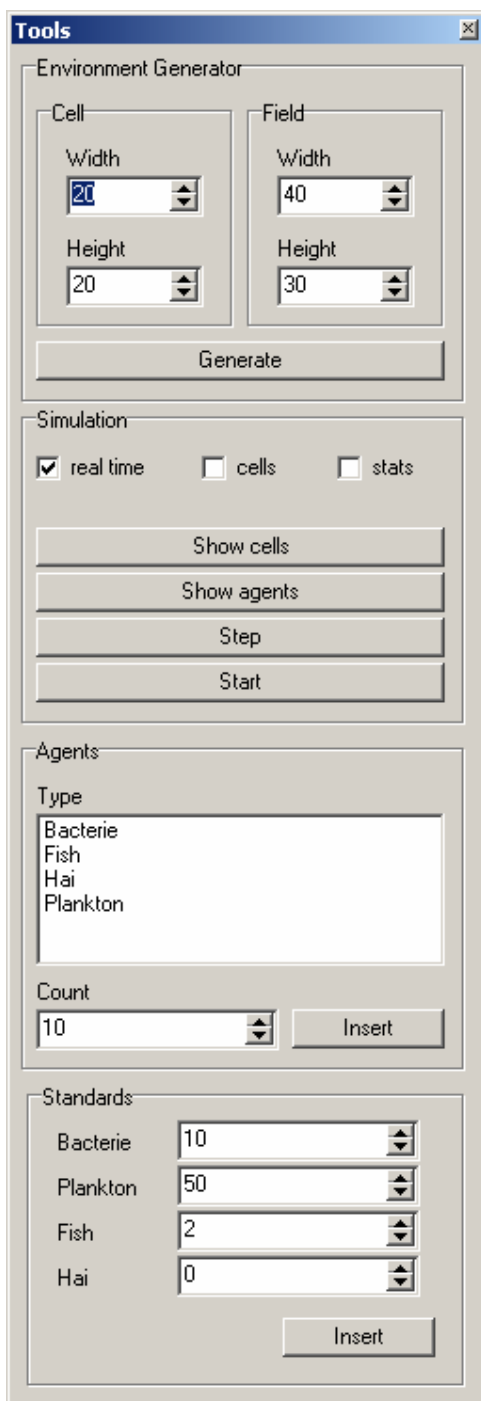 Tools
Environment Generator
Cell
Field
Width
Width
20
40
Height
Height
20
30
Generate
Simulation
real time
cells
stats
Show cells
Show agents
Step
Start
Agents
Type
Bacterie
Fish
Hai
Plankton
Count
10
Insert
Standards
Bacterie
10
Plankton
50
Fish
2
Hai
0
Insert